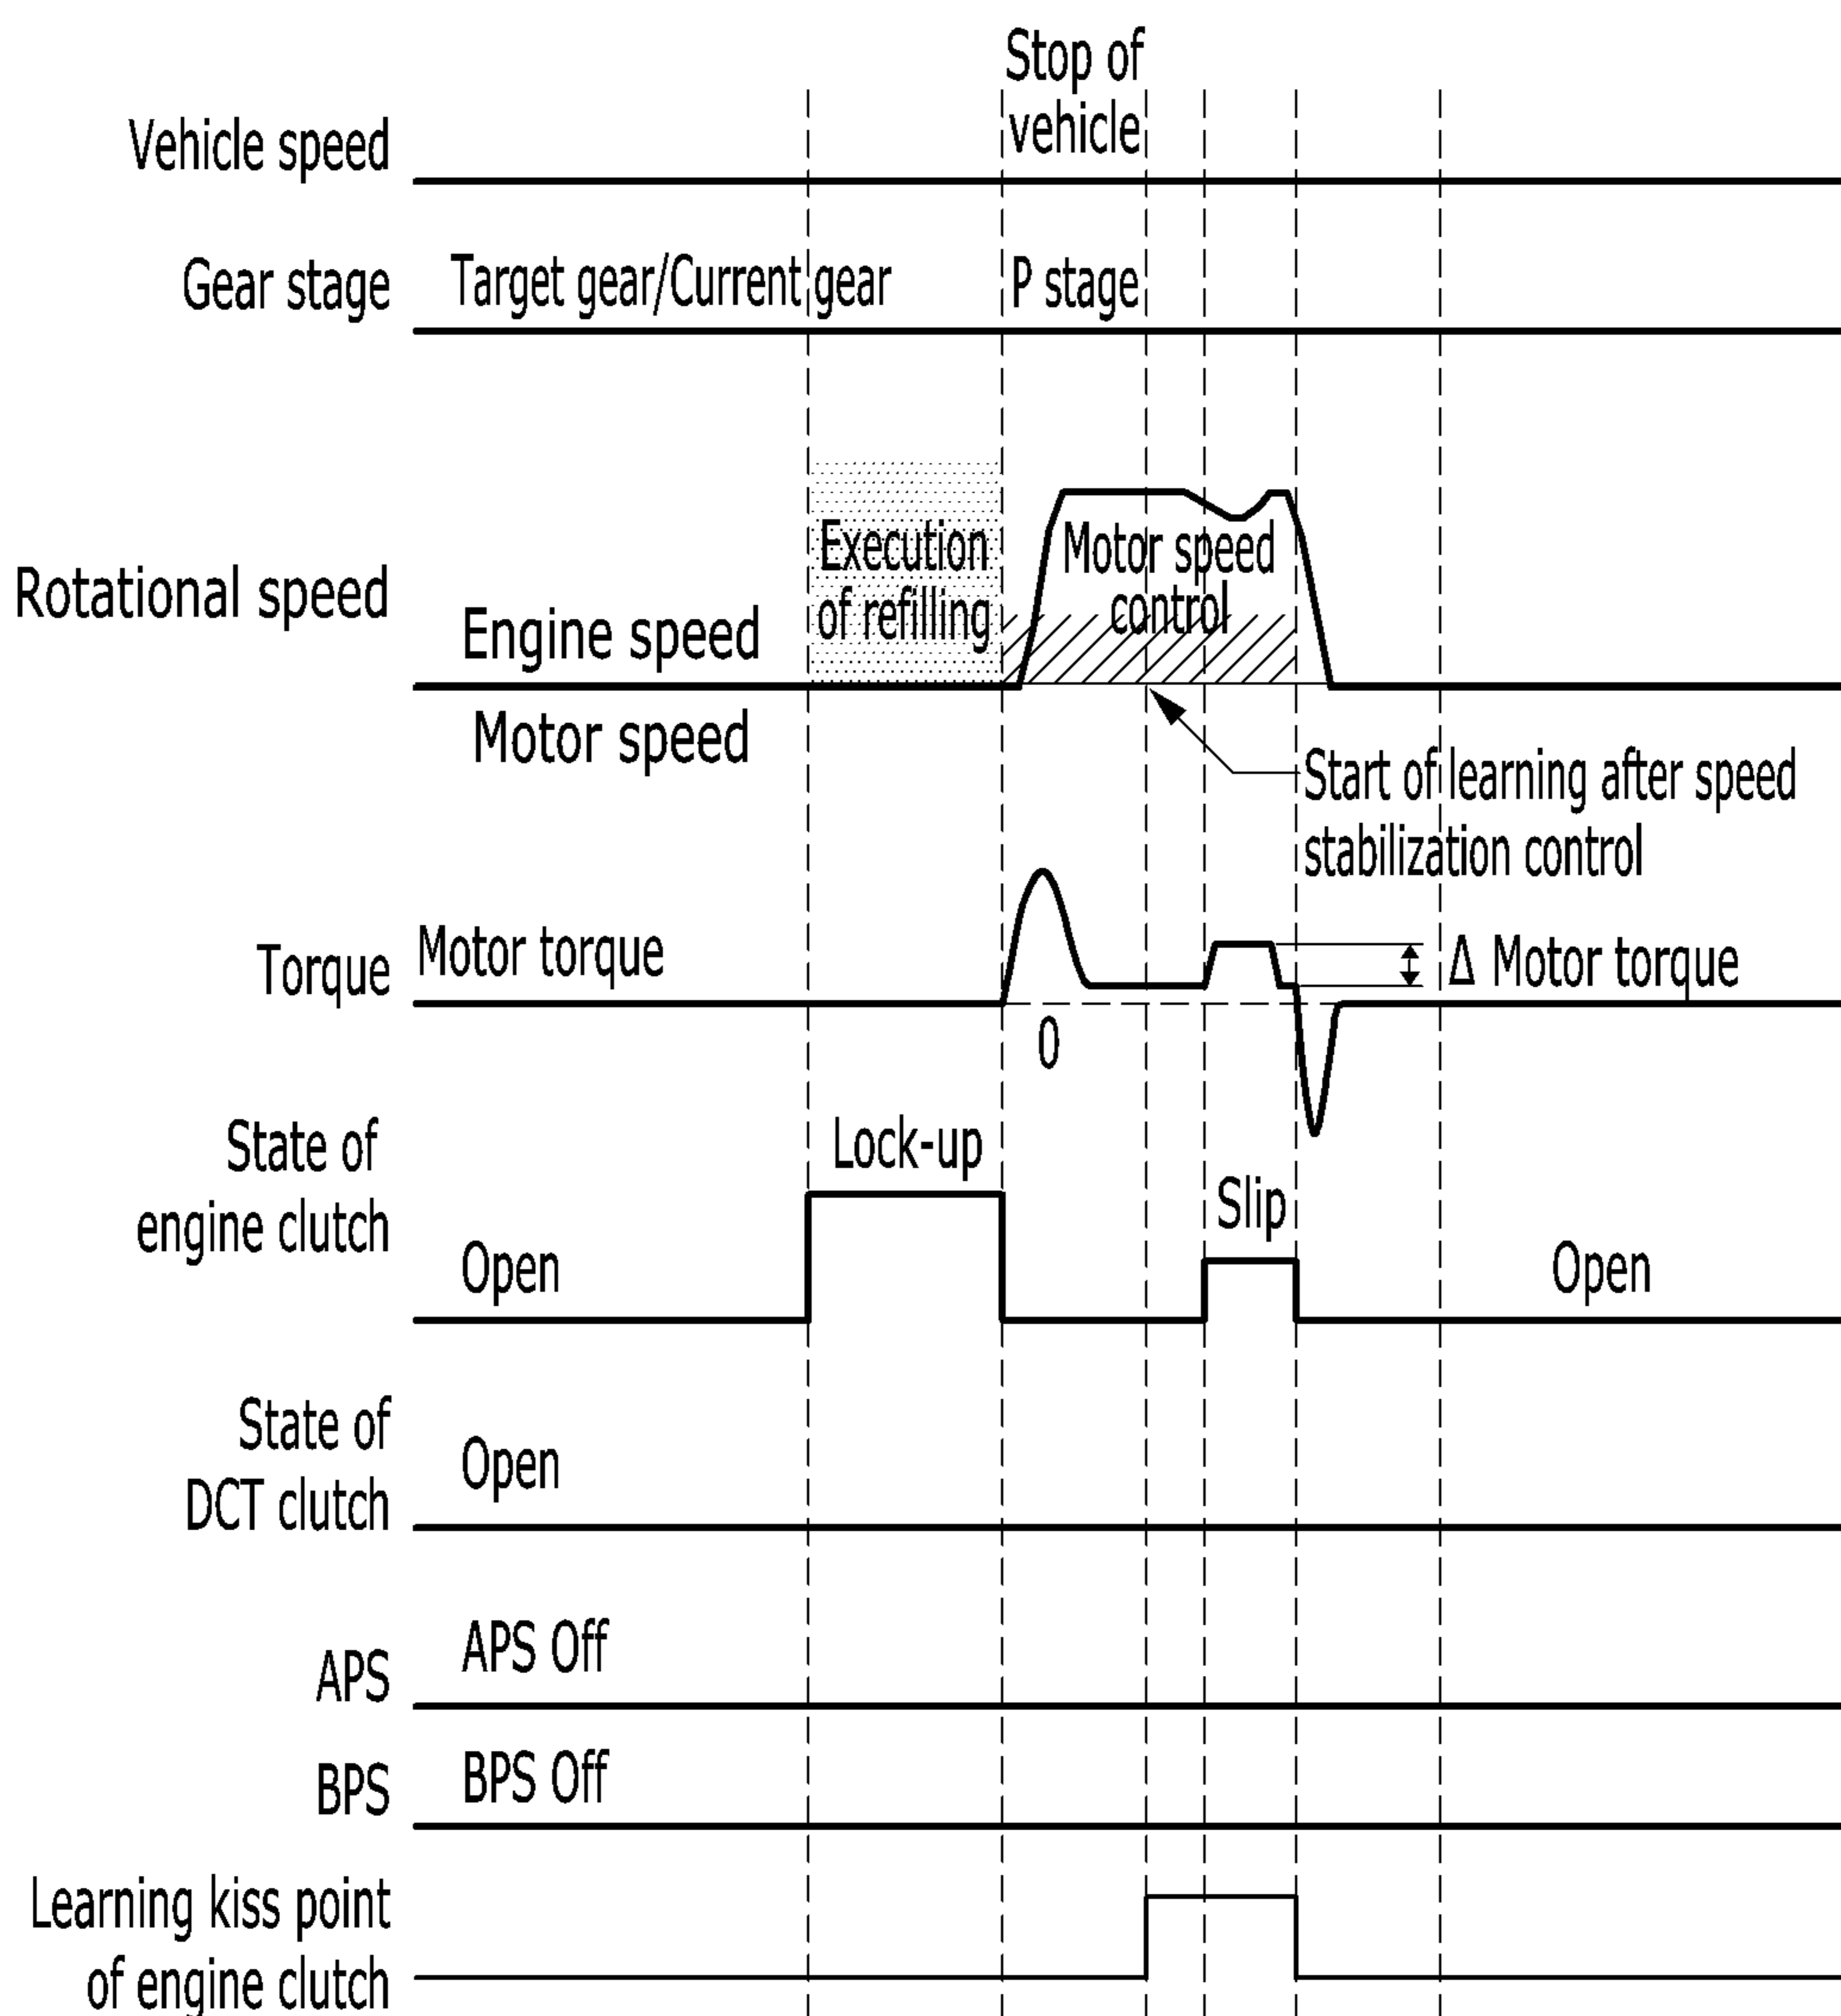 Stop of
vehicle
Vehicle speed
Gear stage
Target gear/Current gear
P stage
Execution
of refilling
Motor speed
control
Rotational speed
Engine speed
Motor speed
Start of learning after speed
stabilization control
Torque
Motor torque
Δ Motor torque
0
State of
engine clutch
Open
Lock-up
Slip
Open
State of
DCT clutch
Open
APS
APS Off
BPS
BPS Off
Learning kiss point
of engine clutch